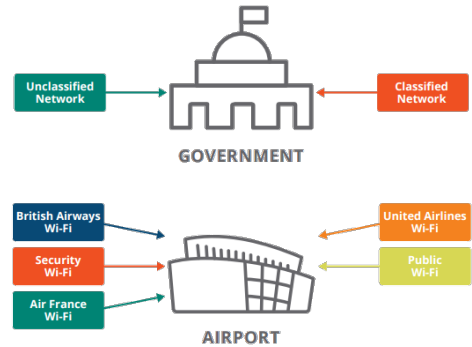 Unclassified
Network
Classified
Network
GOVERNMENT
British Airways
Wi-Fi
United Airlines
Wi-Fi
Security
Wi-Fi
Public
Wi-Fi
Air France
Wi-Fi
AIRPORT